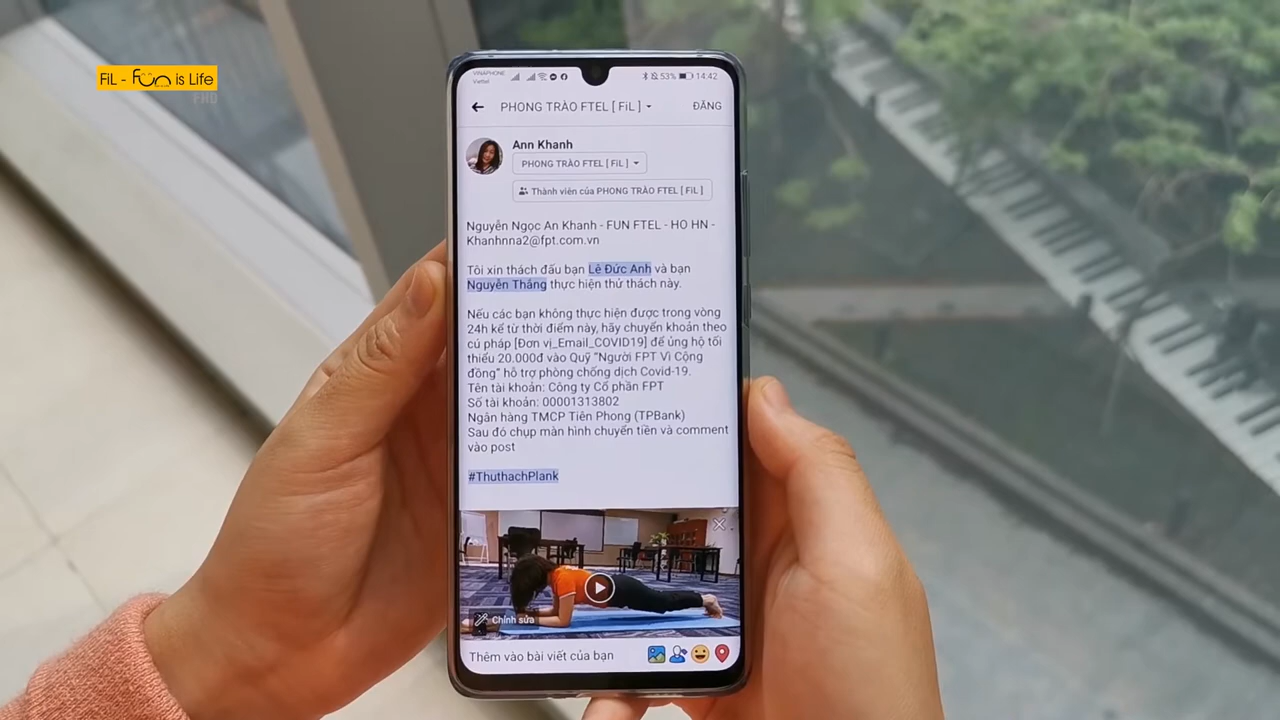 FiL - Fun is Life
FHD
VINAPHONE
Viettel
53%
14:42
PHONG TRÀO FTEL [ FiL ]
ĐĂNG
Ann Khanh
PHONG TRÀO FTEL [ FiL ]
Thành viên của PHONG TRÀO FTEL [ FiL ]
Nguyễn Ngọc An Khanh - FUN FTEL - HO HN -
Khanhnna2@fpt.com.vn
Tôi xin thách đấu bạn Lê Đức Anh và bạn
Nguyễn Thắng thực hiện thử thách này.
Nếu các bạn không thực hiện được trong vòng
24h kể từ thời điểm này, hãy chuyển khoản theo
cú pháp [Đơn vị_Email_COVID19] để ủng hộ tối
thiểu 20.000đ vào Quỹ "Người FPT Vì Cộng
đồng" hỗ trợ phòng chống dịch Covid-19.
Tên tài khoản: Công ty Cổ phần FPT
Số tài khoản: 00001313802
Ngân hàng TMCP Tiên Phong (TPBank)
Sau đó chụp màn hình chuyển tiền và comment
vào post
#ThuthachPlank
Chỉnh sửa
Thêm vào bài viết của bạn